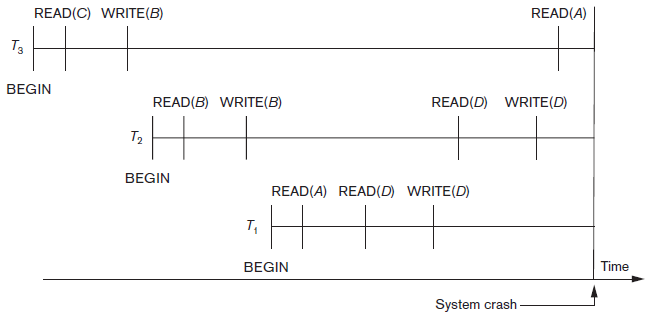 READ(C) WRITE(B) READ(A)
T3
BEGIN
READ(B) WRITE(B) READ(D) WRITE(D)
T2
BEGIN
READ(A) READ(D) WRITE(D)
T1
BEGIN
Time
System crash